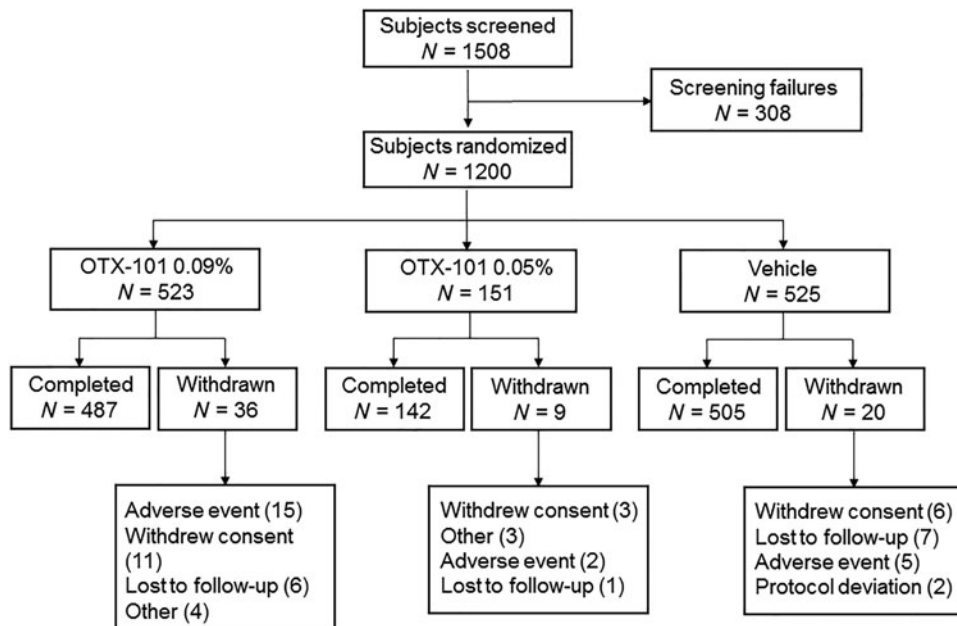 Subjects screened
N = 1508
Screening failures
N = 308
Subjects randomized
N = 1200
OTX-101 0.09%
N = 523
OTX-101 0.05%
N = 151
Vehicle
N = 525
Completed
N = 487
Withdrawn
N = 36
Completed
N = 142
Withdrawn
N = 9
Completed
N = 505
Withdrawn
N = 20
Adverse event (15)
Withdrew consent
(11)
Lost to follow-up (6)
Other (4)
Withdrew consent (3)
Other (3)
Adverse event (2)
Lost to follow-up (1)
Withdrew consent (6)
Lost to follow-up (7)
Adverse event (5)
Protocol deviation (2)